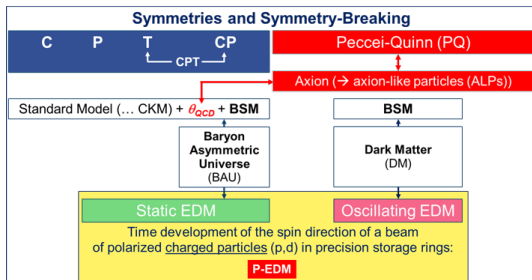 Symmetries and Symmetry-Breaking
C P T CP
CPT
Peccei-Quinn (PQ)
Axion (→ axion-like particles (ALPs))
Standard Model (... CKM) + θQCD + BSM
BSM
Baryon
Asymmetric
Universe
(BAU)
Dark Matter
(DM)
Static EDM
Oscillating EDM
Time development of the spin direction of a beam
of polarized charged particles (p,d) in precision storage rings:
P-EDM